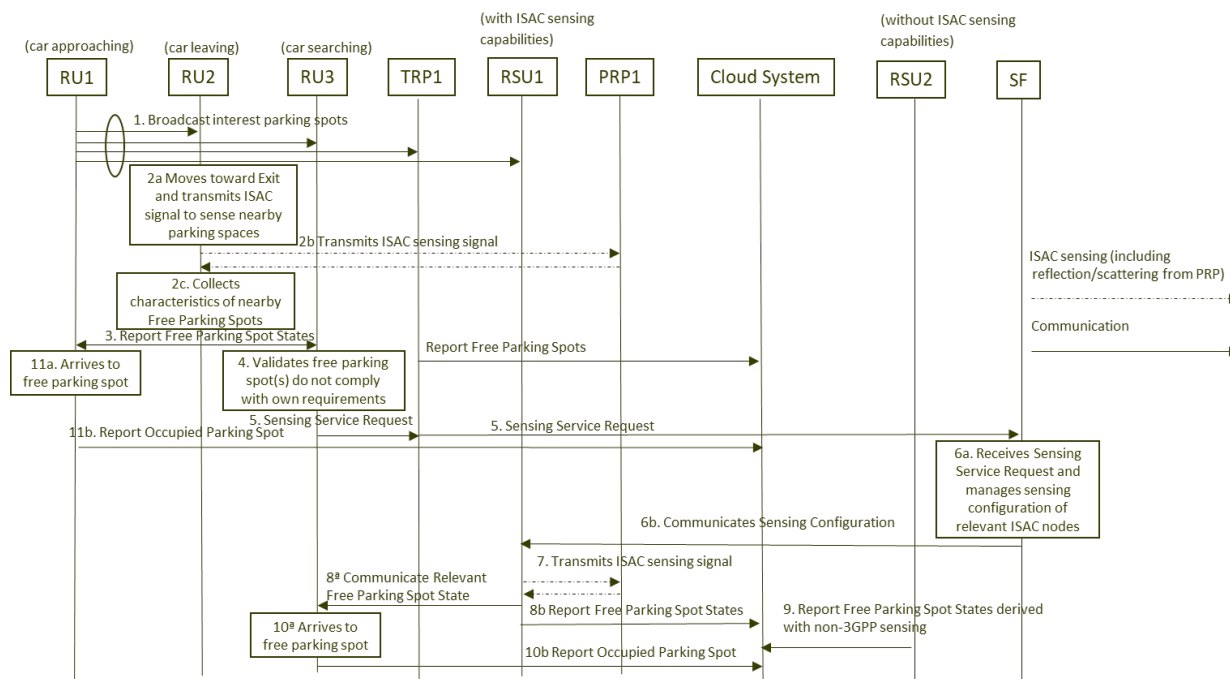 (with ISAC sensing
capabilities)
(without ISAC sensing
capabilities)
(car approaching)
(car leaving)
(car searching)
RU1
RU2
RU3
TRP1
RSU1
PRP1
Cloud System
RSU2
SF
1. Broadcast interest parking spots
2a Moves toward Exit
and transmits ISAC
signal to sense nearby
parking spaces
2b Transmits ISAC sensing signal
2c. Collects
characteristics of nearby
Free Parking Spots
ISAC sensing (including
reflection/scattering from PRP)
Communication
3. Report Free Parking Spot States
Report Free Parking Spots
11a. Arrives to
free parking spot
4. Validates free parking
spot(s) do not comply
with own requirements
5. Sensing Service Request
5. Sensing Service Request
11b. Report Occupied Parking Spot
6a. Receives Sensing
Service Request and
manages sensing
configuration of
relevant ISAC nodes
6b. Communicates Sensing Configuration
7. Transmits ISAC sensing signal
8ª Communicate Relevant
Free Parking Spot State
8b Report Free Parking Spot States
9. Report Free Parking Spot States derived
with non-3GPP sensing
10ª Arrives to
free parking spot
10b Report Occupied Parking Spot